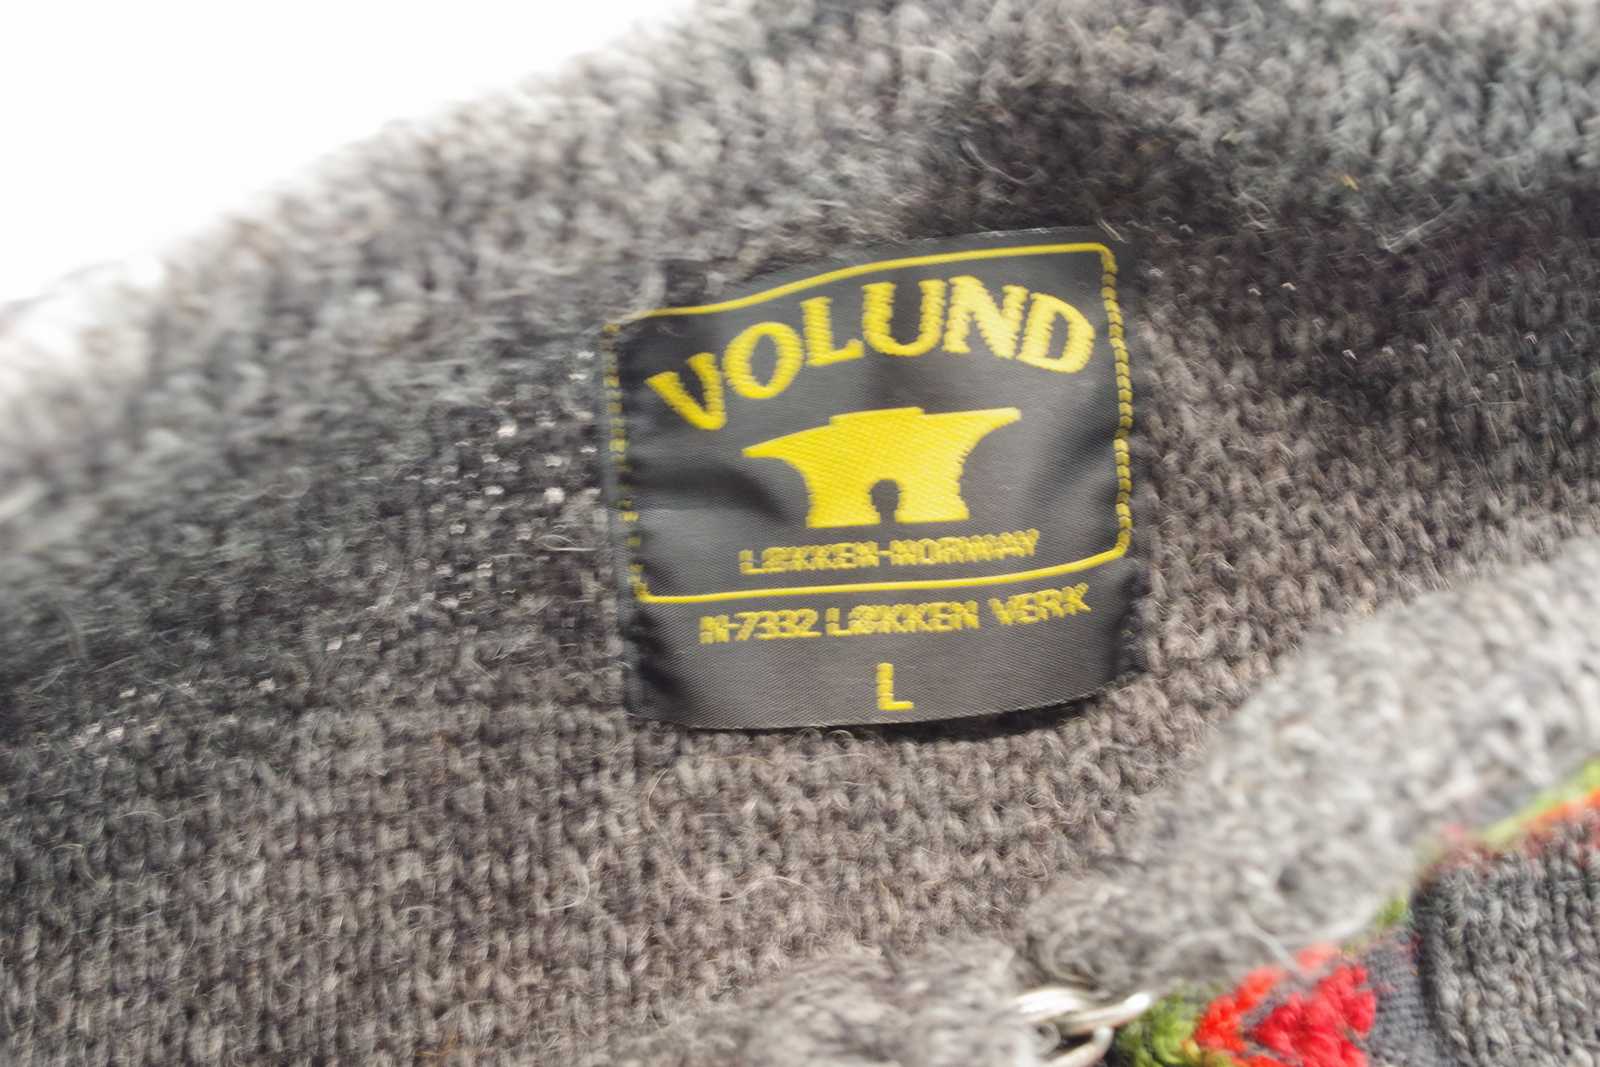 VOLUND
LØKKEN-NORWAY
N-7332 LØKKEN VERK
L